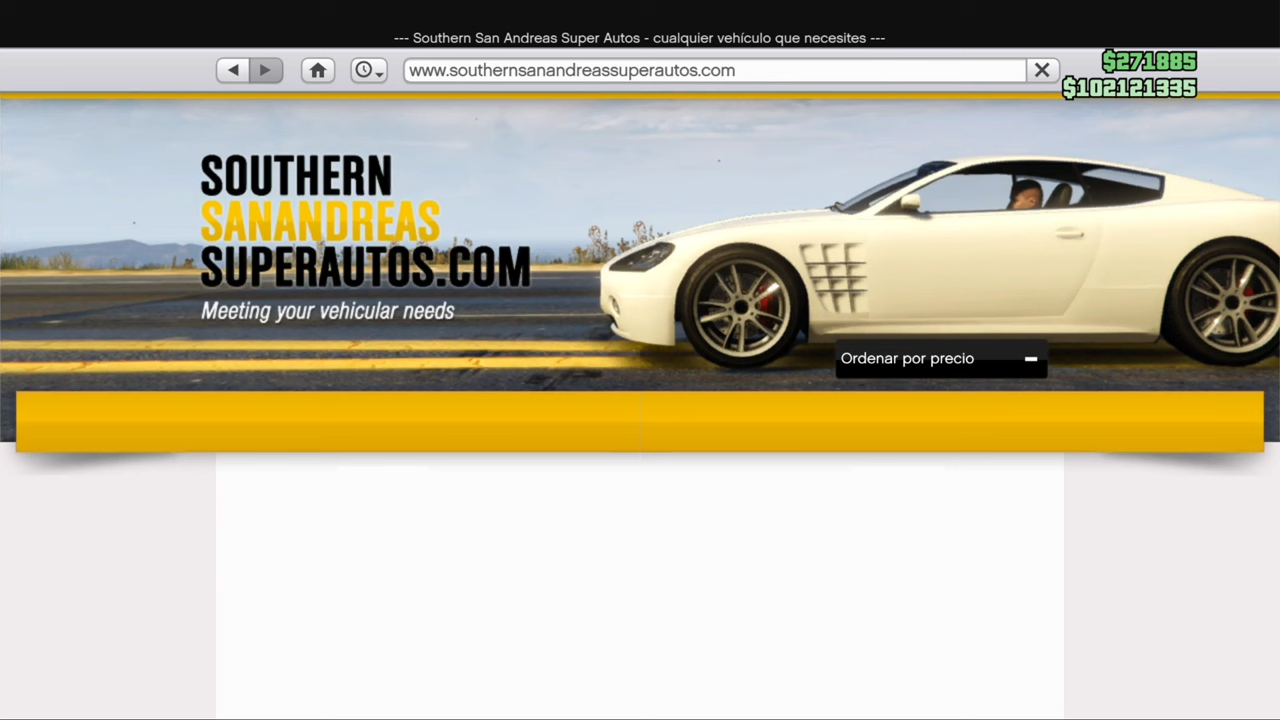 --- Southern San Andreas Super Autos - cualquier vehículo que necesites ---
www.southernsanandreassuperautos.com
$271885
$102121335
SOUTHERN
SANANDREAS
SUPERAUTOS.COM
Meeting your vehicular needs
Ordenar por precio